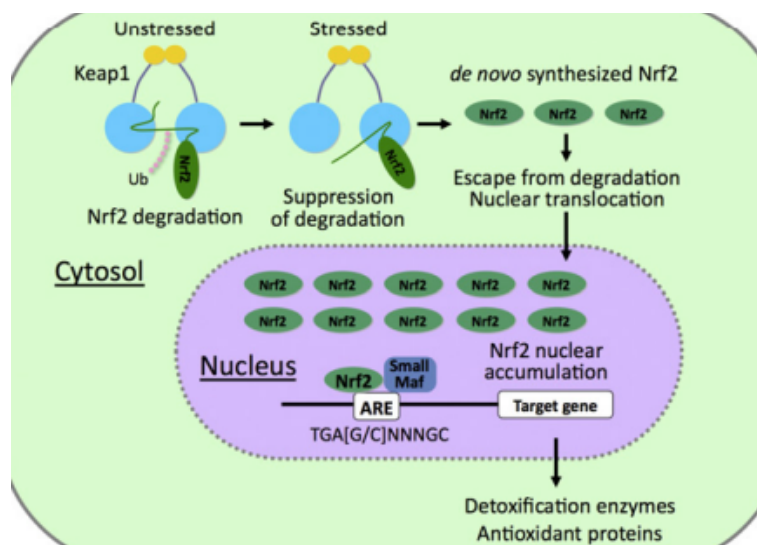 Unstressed
Stressed
Keap1
de novo synthesized Nrf2
Nrf2
Nrf2
Nrf2
Nrf2
Nrf2
Ub
Nrf2 degradation
Suppression
of degradation
Escape from degradation
Nuclear translocation
Cytosol
Nrf2 Nrf2 Nrf2 Nrf2 Nrf2
Nrf2 Nrf2 Nrf2 Nrf2 Nrf2
Nucleus
Nrf2 nuclear
accumulation
Nrf2
Small
Maf
ARE
Target gene
TGA[G/C]NNNGC
Detoxification enzymes
Antioxidant proteins